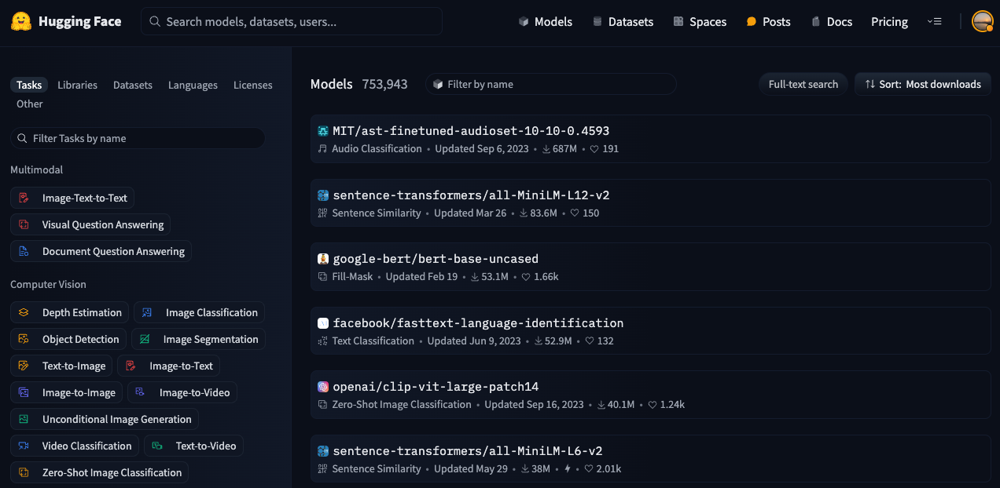 Hugging Face
Search models, datasets, users...
Models
Datasets
Spaces
Posts
Docs
Pricing
Tasks
Libraries
Datasets
Languages
Licenses
Other
Filter Tasks by name
Multimodal
Image-Text-to-Text
Visual Question Answering
Document Question Answering
Computer Vision
Depth Estimation
Image Classification
Object Detection
Image Segmentation
Text-to-Image
Image-to-Text
Image-to-Image
Image-to-Video
Unconditional Image Generation
Video Classification
Text-to-Video
Zero-Shot Image Classification
Models 753,943
Filter by name
Full-text search
Sort: Most downloads
MIT/ast-finetuned-audioset-10-10-0.4593
Audio Classification • Updated Sep 6, 2023 • 687M • 191
sentence-transformers/all-MiniLM-L12-v2
Sentence Similarity • Updated Mar 26 • 83.6M • 150
google-bert/bert-base-uncased
Fill-Mask • Updated Feb 19 • 53.1M • 1.66k
facebook/fasttext-language-identification
Text Classification • Updated Jun 9, 2023 • 52.9M • 132
openai/clip-vit-large-patch14
Zero-Shot Image Classification • Updated Sep 16, 2023 • 40.1M • 1.24k
sentence-transformers/all-MiniLM-L6-v2
Sentence Similarity • Updated May 29 • 38M • • 2.01k